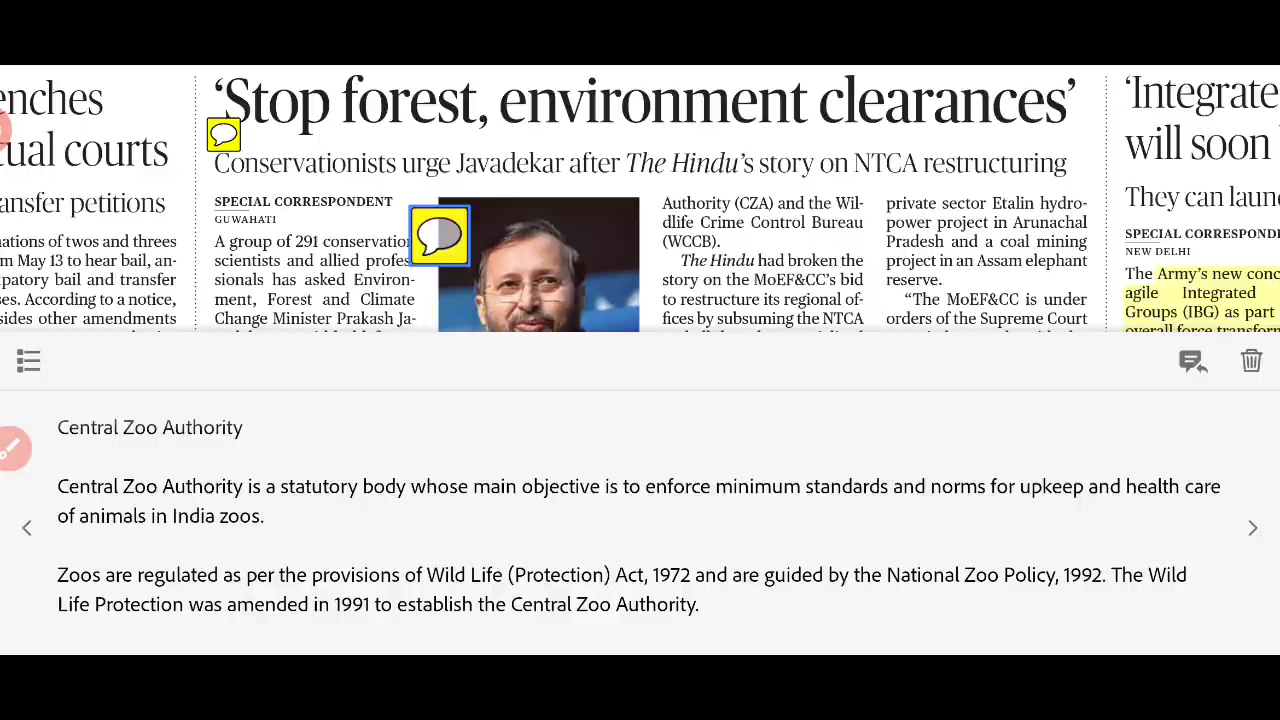 enches
tual courts
ansfer petitions
ations of twos and threes
m May 13 to hear bail, an-
patory bail and transfer
es. According to a notice,
sides other amendments
'Stop forest, environment clearances'
Conservationists urge Javadekar after The Hindu's story on NTCA restructuring
SPECIAL CORRESPONDENT
GUWAHATI
A group of 291 conservation
scientists and allied profes
sionals has asked Environ-
ment, Forest and Climate
Change Minister Prakash Ja-
Authority (CZA) and the Wil-
dlife Crime Control Bureau
(WCCB).
The Hindu had broken the
story on the MoEF&CC's bid
to restructure its regional of-
fices by subsuming the NTCA
private sector Etalin hydro-
power project in Arunachal
Pradesh and a coal mining
project in an Assam elephant
reserve.
"The MoEF&CC is under
orders of the Supreme Court
'Integrate
will soon
They can laun
SPECIAL CORRESPONDE
NEW DELHI
The Army's new conc
agile Integrated
Groups (IBG) as part
overall force transform
Central Zoo Authority
Central Zoo Authority is a statutory body whose main objective is to enforce minimum standards and norms for upkeep and health care
of animals in India zoos.
Zoos are regulated as per the provisions of Wild Life (Protection) Act, 1972 and are guided by the National Zoo Policy, 1992. The Wild
Life Protection was amended in 1991 to establish the Central Zoo Authority.